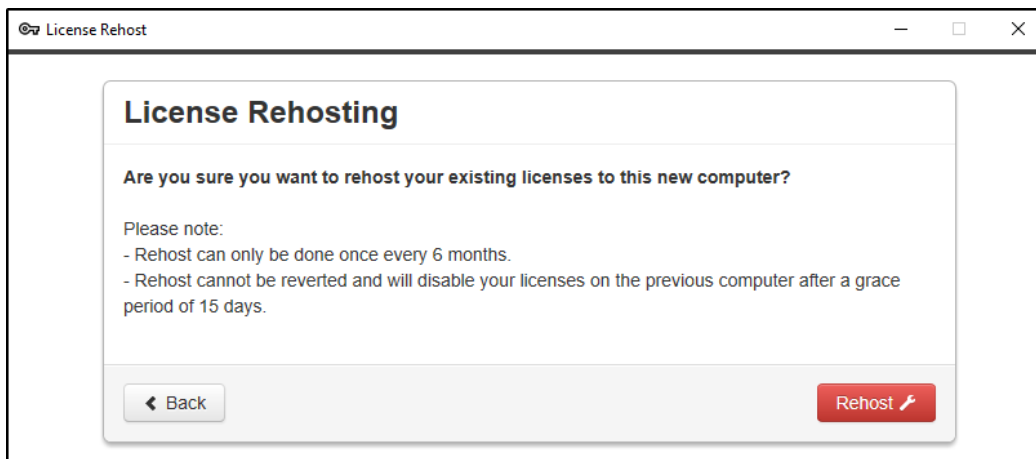 License Rehost
License Rehosting
Are you sure you want to rehost your existing licenses to this new computer?
Please note:
- Rehost can only be done once every 6 months.
- Rehost cannot be reverted and will disable your licenses on the previous computer after a grace
period of 15 days.
Back
Rehost